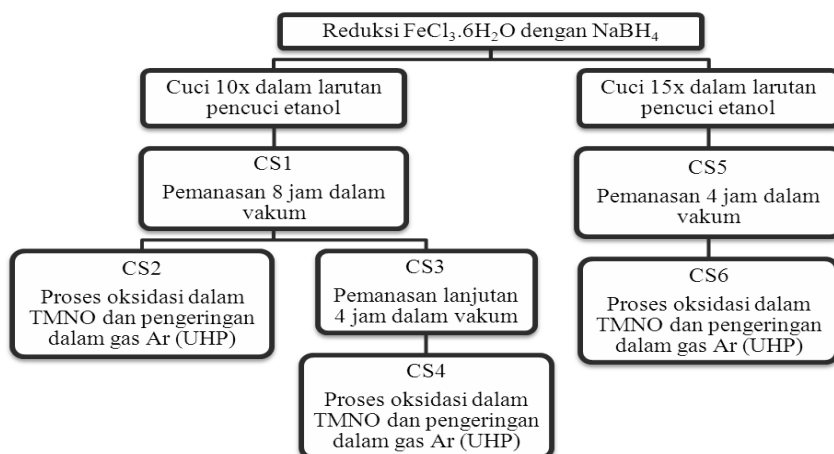 Reduksi FeCl₃.6H₂O dengan NaBH₄
Cuci 10x dalam larutan
pencuci etanol
Cuci 15x dalam larutan
pencuci etanol
CS1
Pemanasan 8 jam dalam
vakum
CS5
Pemanasan 4 jam dalam
vakum
CS2
Proses oksidasi dalam
TMNO dan pengeringan
dalam gas Ar (UHP)
CS3
Pemanasan lanjutan
4 jam dalam vakum
CS6
Proses oksidasi dalam
TMNO dan pengeringan
dalam gas Ar (UHP)
CS4
Proses oksidasi dalam
TMNO dan pengeringan
dalam gas Ar (UHP)